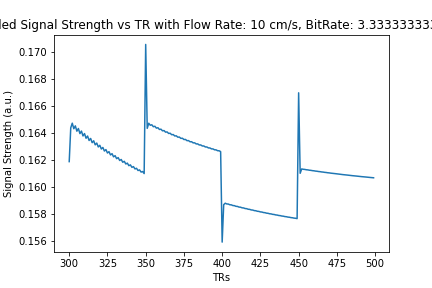 led Signal Strength vs TR with Flow Rate: 10 cm/s, BitRate: 3.333333333
Signal Strength (a.u.)
0.170
0.168
0.166
0.164
0.162
0.160
0.158
0.156
300 325 350 375 400 425 450 475 500
TRs